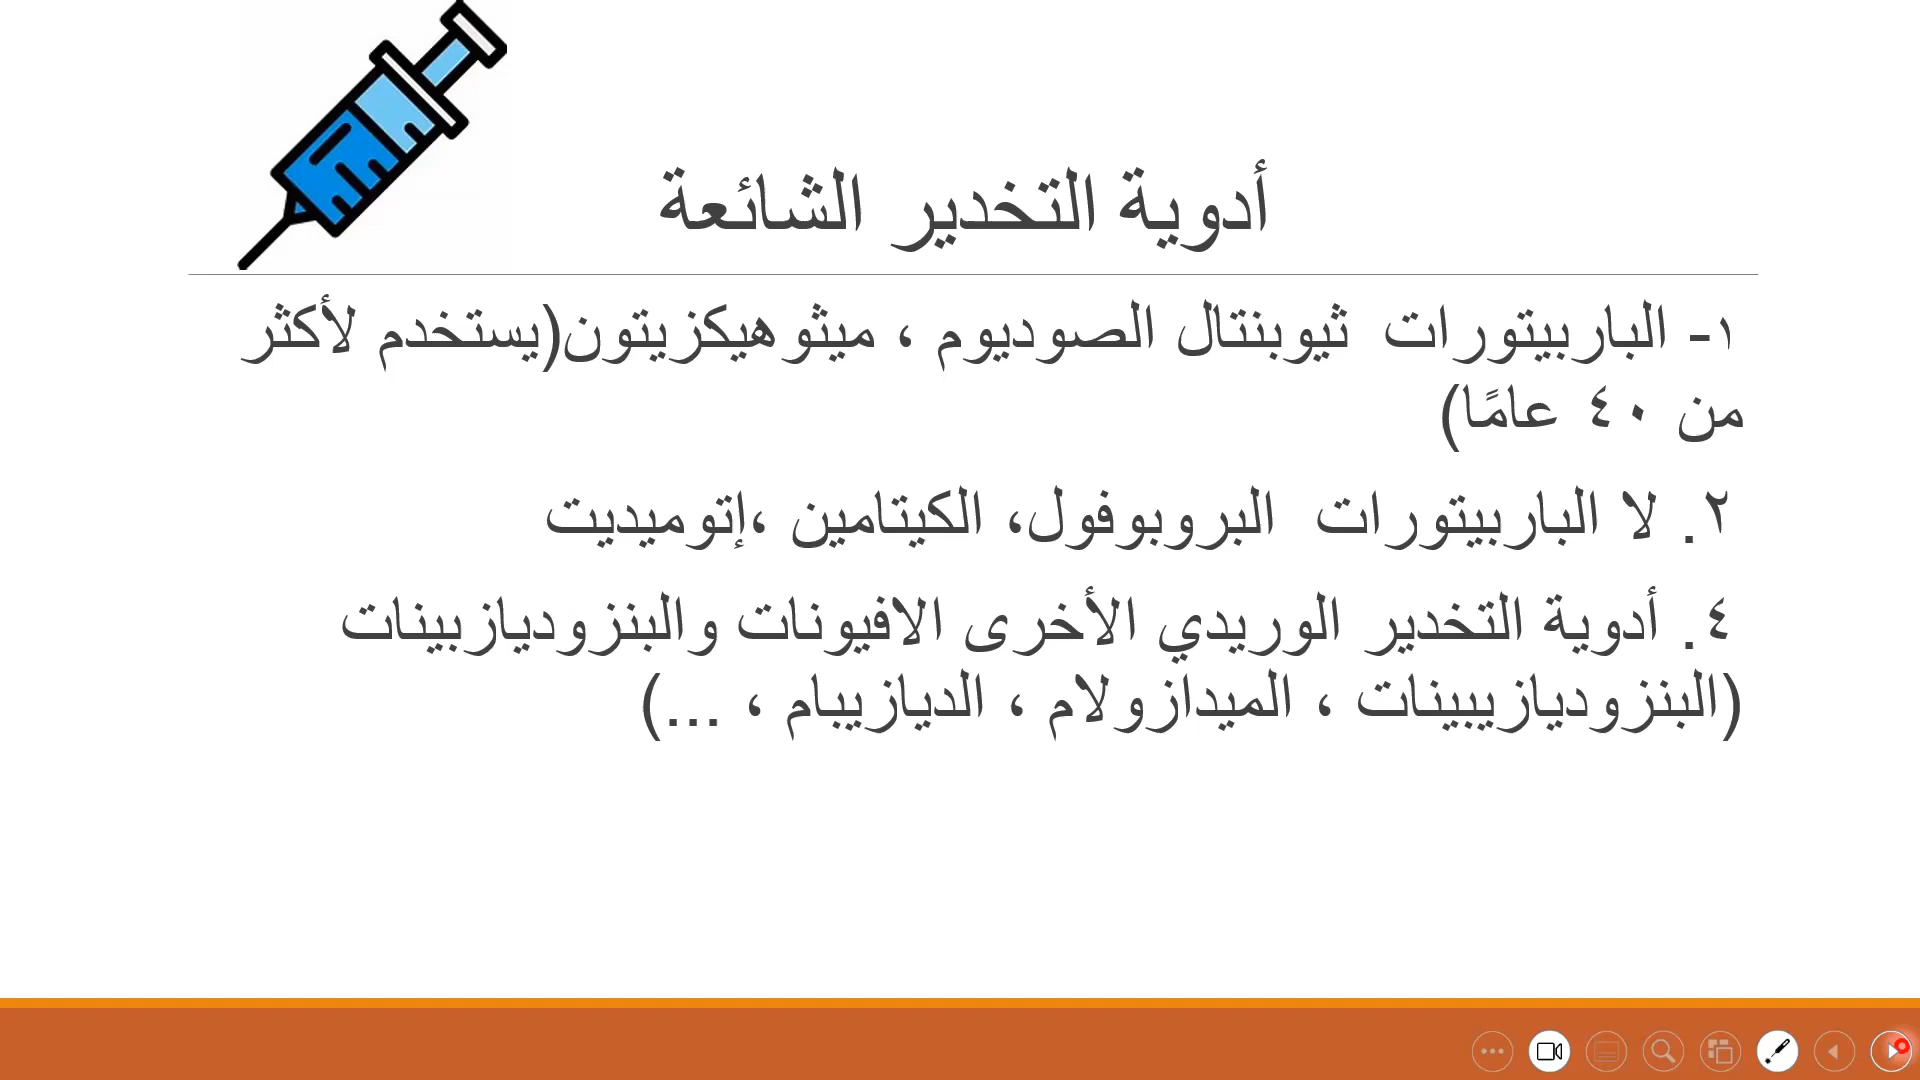 أدوية التخدير الشائعة
١- الباربيتورات ثيوبنتال الصوديوم ، ميثوهيكزيتون(يستخدم لأكثر
من ٤٠ عامًا)
٢. لا الباربيتورات البروبوفول، الكيتامين ،إتوميديت
٤. أدوية التخدير الوريدي الأخرى الافيونات والبنزوديازبينات
(البنزوديازيبينات ، الميدازولام ، الديازيبام ، ...)